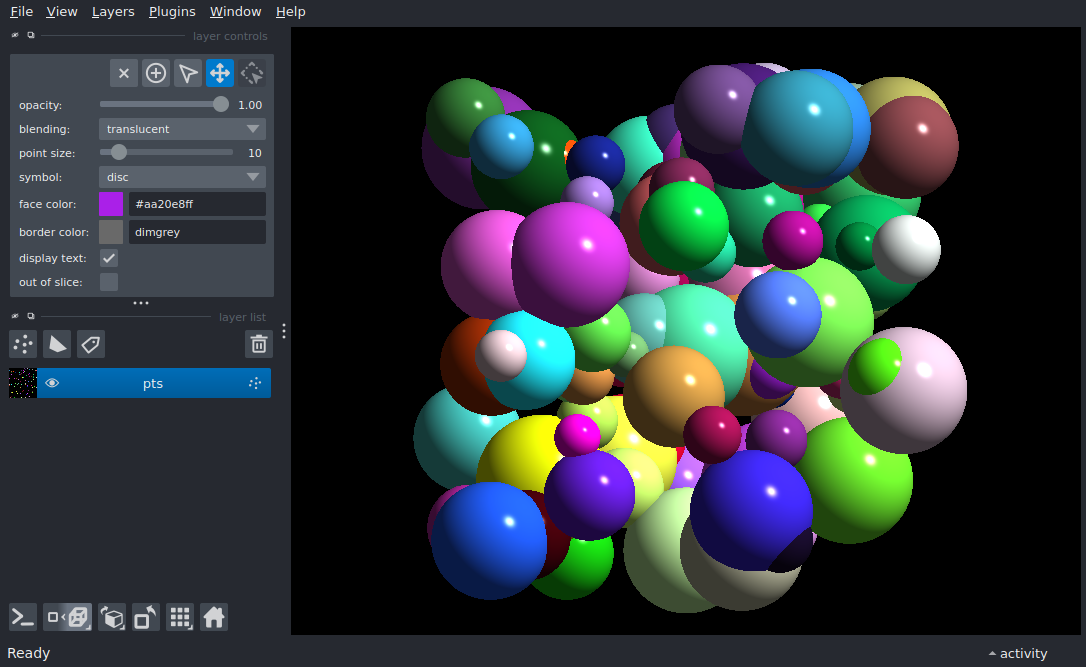 File View Layers Plugins Window Help
layer controls
opacity: 1.00
blending: translucent
point size: 10
symbol: disc
face color: #aa20e8ff
border color: dimgrey
display text:
out of slice:
layer list
pts
Ready
activity